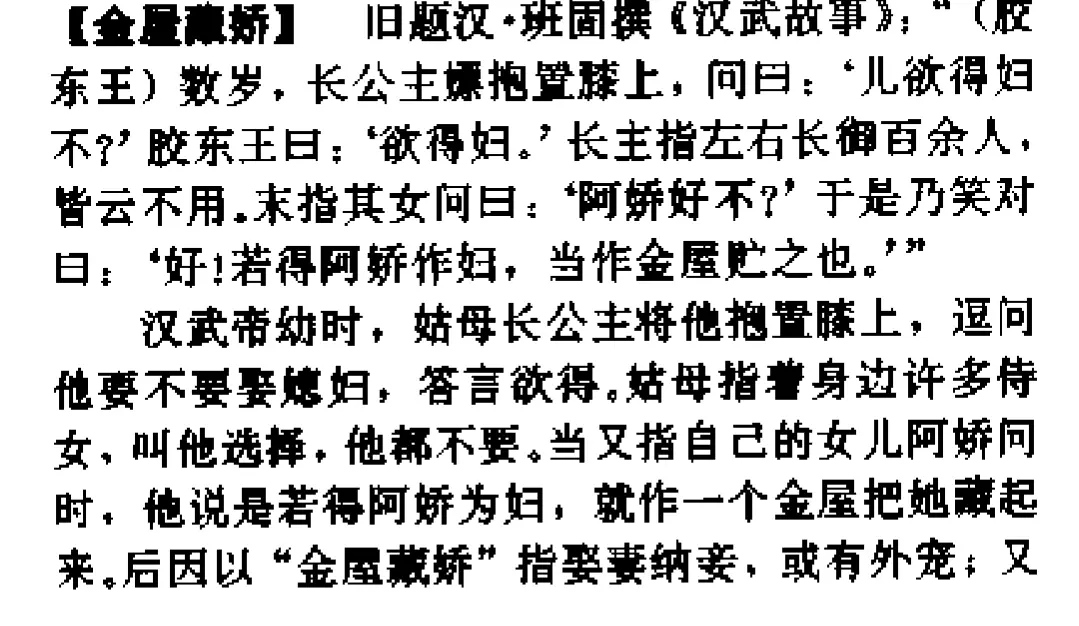 【金屋藏娇】 旧题汉·班固撰《汉武故事》：“（胶
东王）数岁，长公主嫖抱置膝上，问曰：‘儿欲得妇
不?’胶东王曰：‘欲得妇。’长主指左右长御百余人，
皆云不用。末指其女问曰：‘阿娇好不?’于是乃笑对
曰：‘好!若得阿娇作妇，当作金屋贮之也。’”
汉武帝幼时，姑母长公主将他抱置膝上，逗问
他要不要娶媳妇，答言欲得。姑母指着身边许多侍
女，叫他选择，他都不要。当又指自己的女儿阿娇问
时，他说是若得阿娇为妇，就作一个金屋把她藏起
来。后因以“金屋藏娇”指娶妻纳妾，或有外宠；又